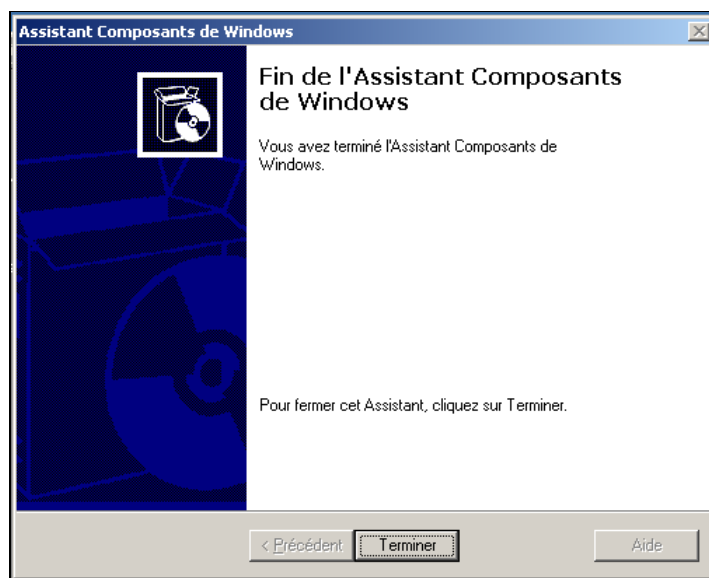 Assistant Composants de Windows
Fin de l'Assistant Composants
de Windows
Vous avez terminé l'Assistant Composants de
Windows.
Pour fermer cet Assistant, cliquez sur Terminer.
< Précédent
Terminer
Aide